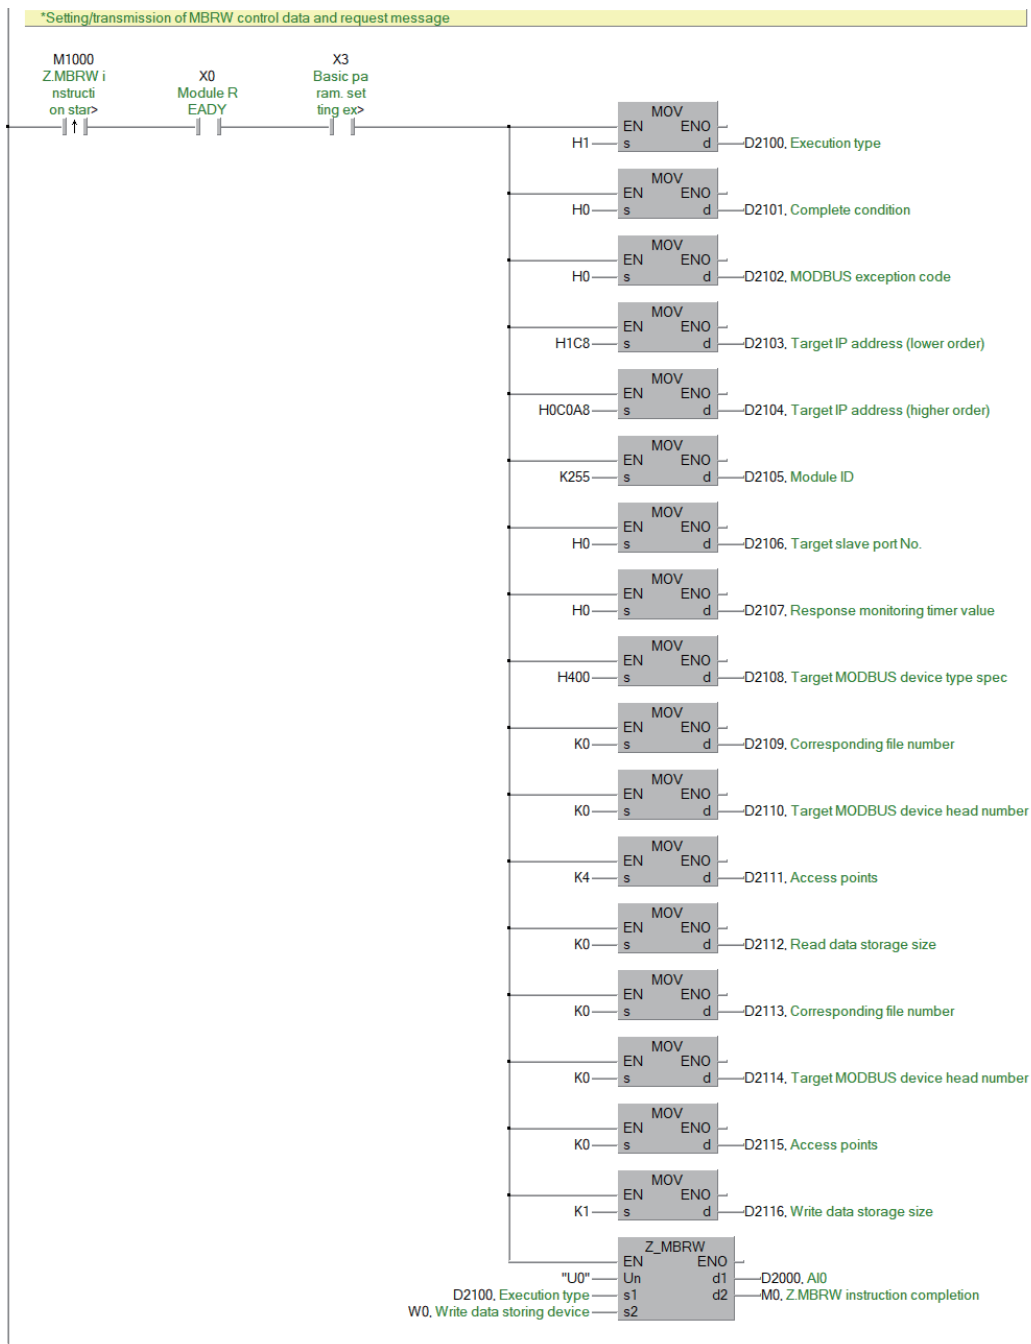 *Setting/transmission of MBRW control data and request message
M1000
Z.MBRW i
nstructi
on star>
X0
Module R
EADY
X3
Basic pa
ram. set
ting ex>
MOV
EN ENO
H1 s d D2100, Execution type
MOV
EN ENO
H0 s d D2101, Complete condition
MOV
EN ENO
H0 s d D2102, MODBUS exception code
MOV
EN ENO
H1C8 s d D2103, Target IP address (lower order)
MOV
EN ENO
H0C0A8 s d D2104, Target IP address (higher order)
MOV
EN ENO
K255 s d D2105, Module ID
MOV
EN ENO
H0 s d D2106, Target slave port No.
MOV
EN ENO
H0 s d D2107, Response monitoring timer value
MOV
EN ENO
H400 s d D2108, Target MODBUS device type spec
MOV
EN ENO
K0 s d D2109, Corresponding file number
MOV
EN ENO
K0 s d D2110, Target MODBUS device head number
MOV
EN ENO
K4 s d D2111, Access points
MOV
EN ENO
K0 s d D2112, Read data storage size
MOV
EN ENO
K0 s d D2113, Corresponding file number
MOV
EN ENO
K0 s d D2114, Target MODBUS device head number
MOV
EN ENO
K0 s d D2115, Access points
MOV
EN ENO
K1 s d D2116, Write data storage size
Z_MBRW
EN ENO
"U0" Un d1 D2000, AI0
D2100, Execution type s1 d2 M0, Z.MBRW instruction completion
W0, Write data storing device s2